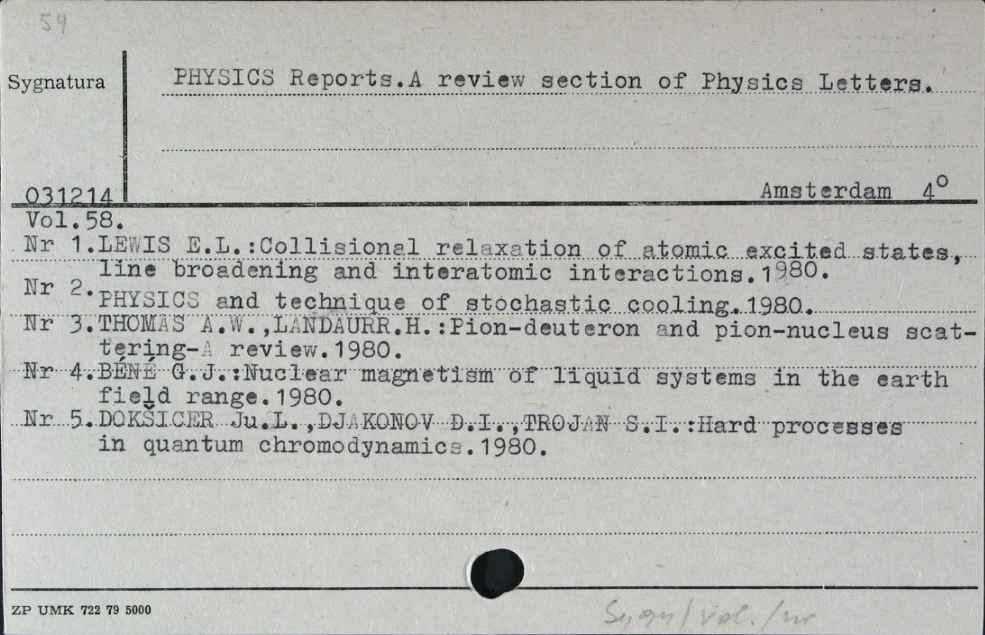 59
Sygnatura
PHYSICS Reports.A review section of Physics Letters.
031214
Amsterdam 4°
Vol.58.
Nr 1.LEWIS E.L.:Collisional relaxation of atomic excited states,
line broadening and interatomic interactions.1980.
Nr 2.PHYSICS and technique of stochastic cooling.1980.
Nr 3.THOMAS A.W.,LANDAURR.H.:Pion-deuteron and pion-nucleus scat-
tering-A review.1980.
Nr 4.BÉNÉ G.J.:Nuclear magnetism of liquid systems in the earth
field range.1980.
Nr 5.DOKŠICER Ju.L.,DJAKONOV D.I.,TROJAN S.I.:Hard processes
in quantum chromodynamics.1980.
ZP UMK 722 79 5000
Sygn/vol./nr